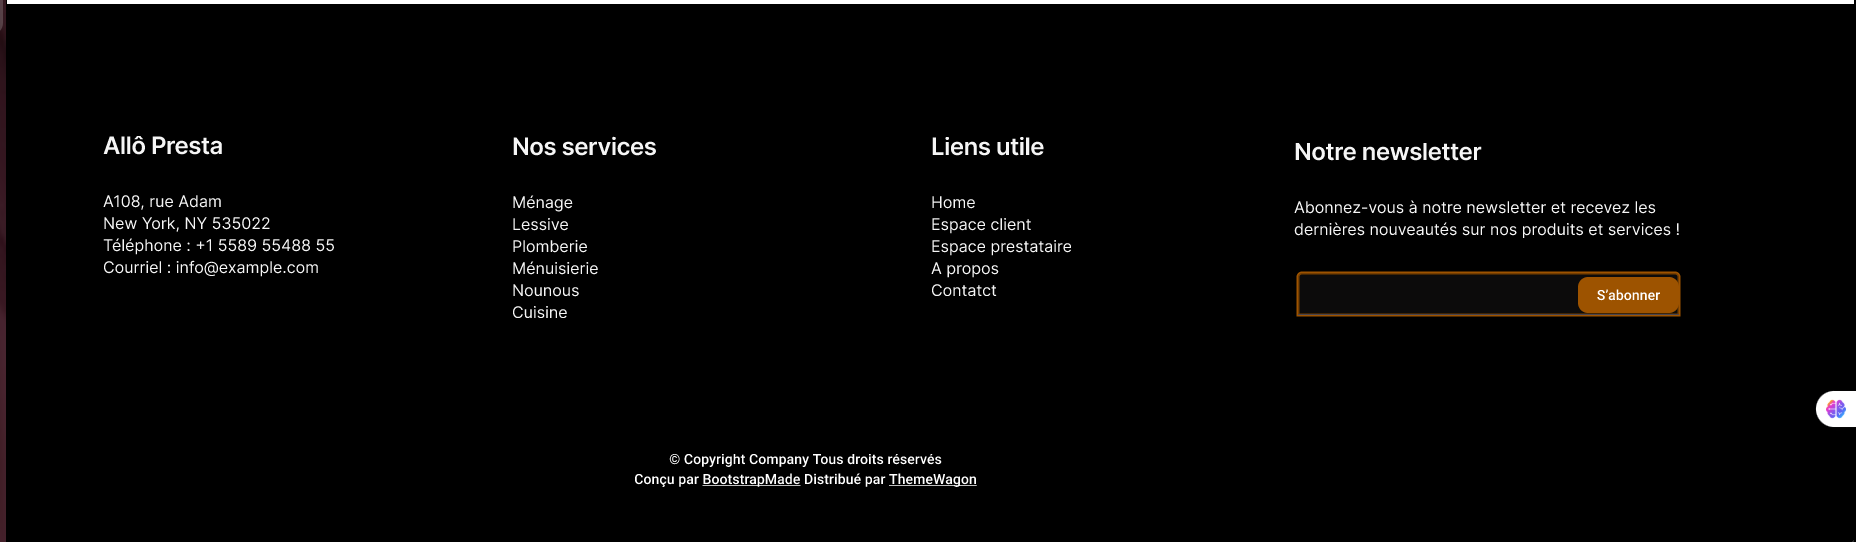 Allô Presta
A108, rue Adam
New York, NY 535022
Téléphone : +1 5589 55488 55
Courriel : info@example.com
Nos services
Ménage
Lessive
Plomberie
Ménuisierie
Nounous
Cuisine
Liens utile
Home
Espace client
Espace prestataire
A propos
Contatct
Notre newsletter
Abonnez-vous à notre newsletter et recevez les
dernières nouveautés sur nos produits et services !
S’abonner
© Copyright Company Tous droits réservés
Conçu par BootstrapMade Distribué par ThemeWagon